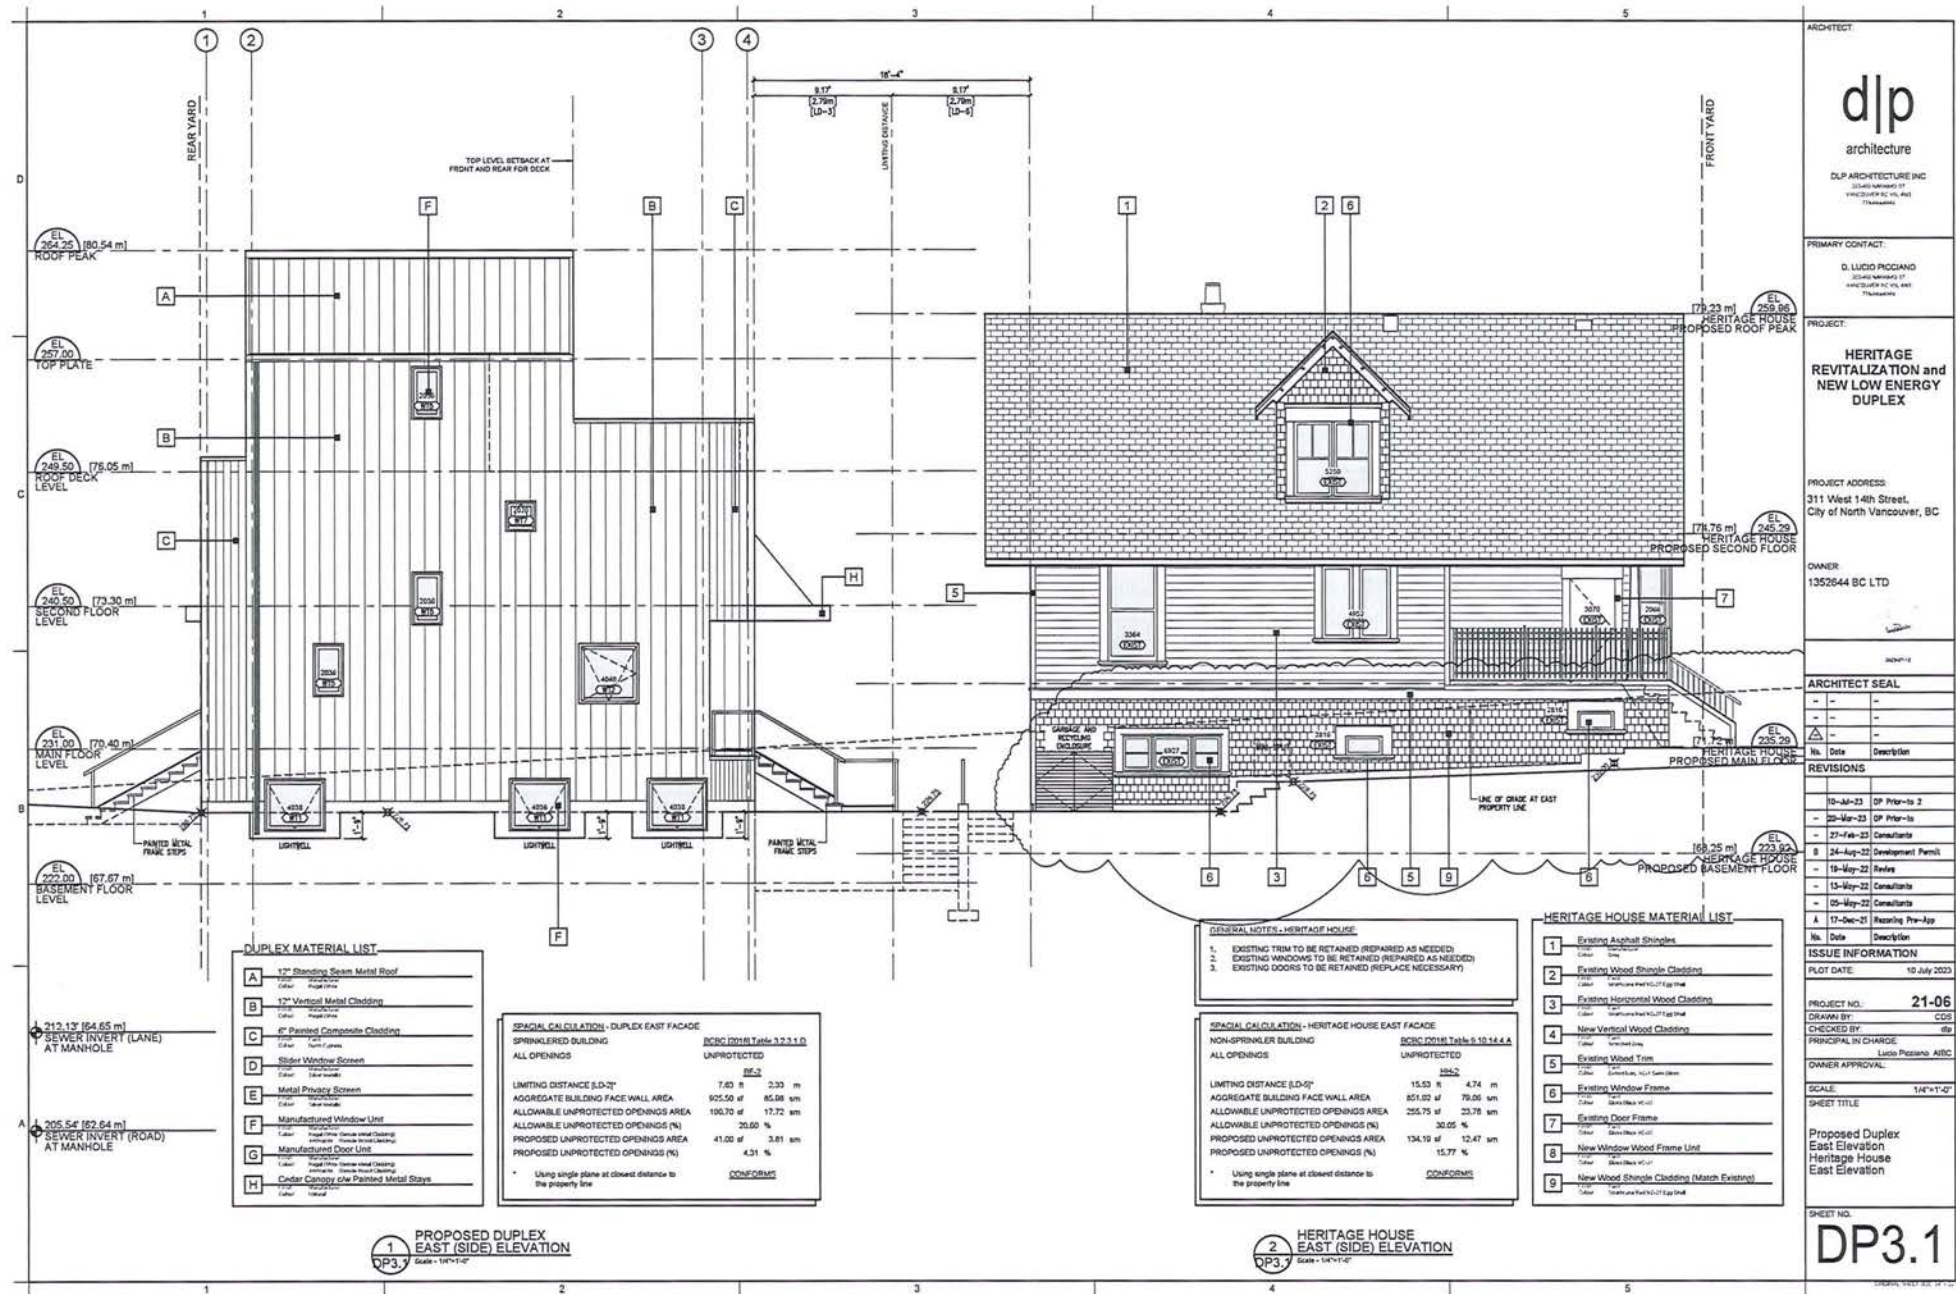 1 2 3 4 5
1 2 3 4
REAR YARD
TOP LEVEL SETBACK AT
FRONT AND REAR FOR DECK
18'-4"
9.17' 9.17'
[2.79m] [2.79m]
[LD-3] [LD-6]
LIMITING DISTANCE
FRONT YARD
D
C
B
A
EL
264.25 [80.54 m]
ROOF PEAK
EL
257.00
TOP PLATE
EL
249.50 [76.05 m]
ROOF DECK
LEVEL
EL
240.50 [73.30 m]
SECOND FLOOR
LEVEL
EL
231.00 [70.40 m]
MAIN FLOOR
LEVEL
EL
222.00 [67.67 m]
BASEMENT FLOOR
LEVEL
212.13' [64.65 m]
SEWER INVERT (LANE)
AT MANHOLE
205.54' [62.64 m]
SEWER INVERT (ROAD)
AT MANHOLE
A
B
C
F
B
C
H
F
PAINTED METAL
FRAME STEPS
LIGHTWELL
LIGHTWELL
LIGHTWELL
PAINTED METAL
FRAME STEPS
1 2 6
5
7
[79.23 m] EL 259.96
HERITAGE HOUSE
PROPOSED ROOF PEAK
[74.76 m] EL 245.29
HERITAGE HOUSE
PROPOSED SECOND FLOOR
[71.72 m] EL 235.29
HERITAGE HOUSE
PROPOSED MAIN FLOOR
[68.25 m] EL 223.92
HERITAGE HOUSE
PROPOSED BASEMENT FLOOR
GARBAGE AND
RECYCLING
ENCLOSURE
LINE OF GRADE AT EAST
PROPERTY LINE
6 3 6 5 9 6
DUPLEX MATERIAL LIST
A 12" Standing Seam Metal Roof
B 12" Vertical Metal Cladding
C 6" Painted Composite Cladding
D Slider Window Screen
E Metal Privacy Screen
F Manufactured Window Unit
G Manufactured Door Unit
H Cedar Canopy c/w Painted Metal Stays
SPACIAL CALCULATION - DUPLEX EAST FACADE
SPRINKLERED BUILDING BCBC [2018] Table 3.2.3.1.D
ALL OPENINGS UNPROTECTED
LIMITING DISTANCE [LD-2]* 7.63 ft 2.33 m
AGGREGATE BUILDING FACE WALL AREA 925.50 sf 85.98 sm
ALLOWABLE UNPROTECTED OPENINGS AREA 190.70 sf 17.72 sm
ALLOWABLE UNPROTECTED OPENINGS (%) 20.60 %
PROPOSED UNPROTECTED OPENINGS AREA 41.00 sf 3.81 sm
PROPOSED UNPROTECTED OPENINGS (%) 4.31 %
* Using single plane at closest distance to CONFORMS
the property line
GENERAL NOTES - HERITAGE HOUSE
1. EXISTING TRIM TO BE RETAINED (REPAIRED AS NEEDED)
2. EXISTING WINDOWS TO BE RETAINED (REPAIRED AS NEEDED)
3. EXISTING DOORS TO BE RETAINED (REPLACE NECESSARY)
SPACIAL CALCULATION - HERITAGE HOUSE EAST FACADE
NON-SPRINKLER BUILDING BCBC [2018] Table 9.10.14.4.A
ALL OPENINGS UNPROTECTED
HH-2
LIMITING DISTANCE [LD-5]* 15.53 ft 4.74 m
AGGREGATE BUILDING FACE WALL AREA 851.02 sf 79.06 sm
ALLOWABLE UNPROTECTED OPENINGS AREA 255.75 sf 23.76 sm
ALLOWABLE UNPROTECTED OPENINGS (%) 30.05 %
PROPOSED UNPROTECTED OPENINGS AREA 134.19 sf 12.47 sm
PROPOSED UNPROTECTED OPENINGS (%) 15.77 %
* Using single plane at closest distance to CONFORMS
the property line
HERITAGE HOUSE MATERIAL LIST
1 Existing Asphalt Shingles
2 Existing Wood Shingle Cladding
3 Existing Horizontal Wood Cladding
4 New Vertical Wood Cladding
5 Existing Wood Trim
6 Existing Window Frame
7 Existing Door Frame
8 New Window Wood Frame Unit
9 New Wood Shingle Cladding (Match Existing)
1
DP3.1
PROPOSED DUPLEX
EAST (SIDE) ELEVATION
Scale - 1/4"=1'-0"
2
DP3.1
HERITAGE HOUSE
EAST (SIDE) ELEVATION
Scale - 1/4"=1'-0"
ARCHITECT:
d|p
architecture
DLP ARCHITECTURE INC
PRIMARY CONTACT:
D. LUCIO PICCIANO
PROJECT:
HERITAGE
REVITALIZATION and
NEW LOW ENERGY
DUPLEX
PROJECT ADDRESS:
311 West 14th Street,
City of North Vancouver, BC
OWNER
1352644 BC LTD
ARCHITECT SEAL
No. Date Description
REVISIONS
10-Jul-23 DP Prior-to 2
- 20-Mar-23 DP Prior-to
- 27-Feb-23 Consultants
B 24-Aug-22 Development Permit
- 19-May-22 Review
- 13-May-22 Consultants
- 05-May-22 Consultants
A 17-Dec-21 Rezoning Pre-App
No. Date Description
ISSUE INFORMATION
PLOT DATE: 10 July 2023
PROJECT NO.: 21-06
DRAWN BY: CDS
CHECKED BY: dlp
PRINCIPAL IN CHARGE:
Lucio Picciano AIBC
OWNER APPROVAL:
SCALE: 1/4"=1'-0"
SHEET TITLE
Proposed Duplex
East Elevation
Heritage House
East Elevation
SHEET NO.
DP3.1
1 2 3 4 5